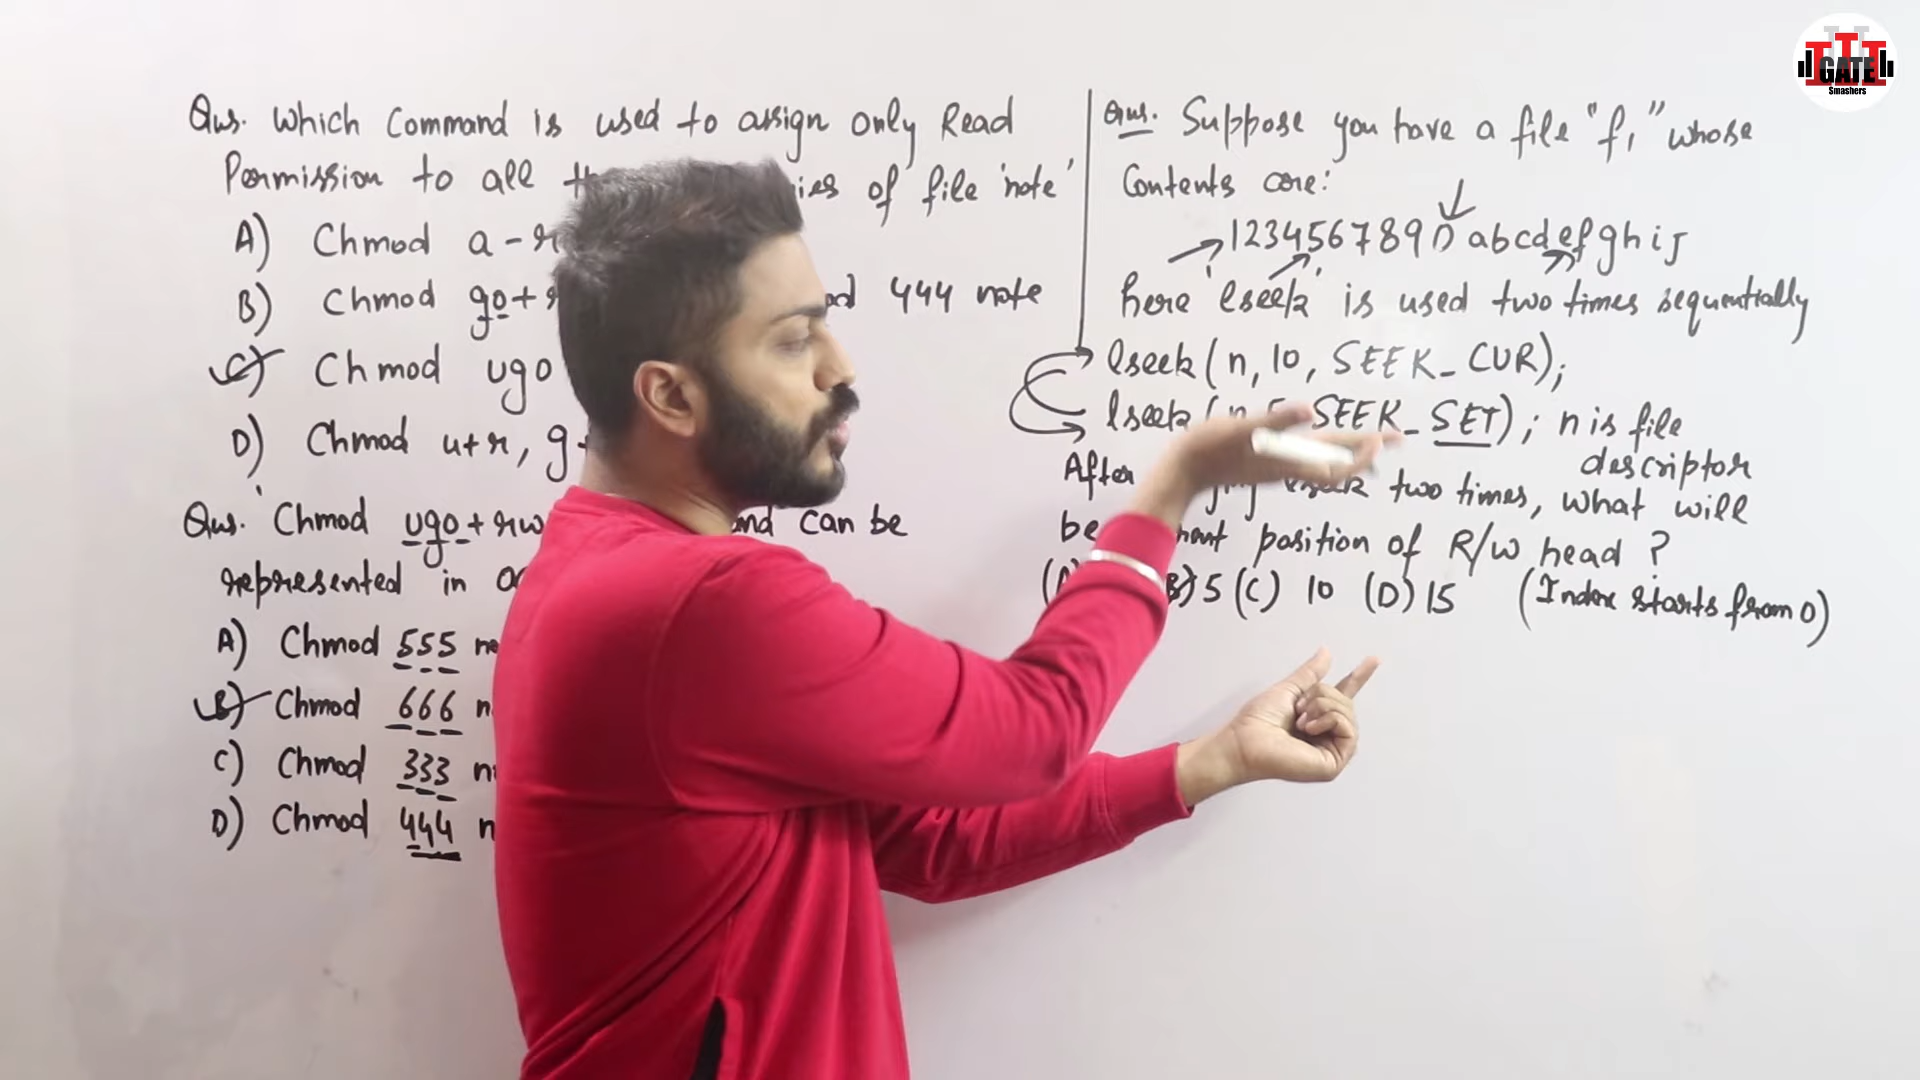 Qus. Which Command is used to assign only Read
Permission to all of file 'note'
A) Chmod a-r
B) Chmod go+r 444 note
C) Chmod ugo
D) Chmod u+r, g+
Qus. Chmod ugo+rw and can be
represented in
A) Chmod 555
B) Chmod 666
C) Chmod 333
D) Chmod 444
Qus. Suppose you have a file "f1" whose
Contents are:
1234567890abcdefghij
here 'lseek' is used two times sequentially
lseek(n, 10, SEEK_CUR);
lseek( SEEK_SET); n is file
descriptor
After lseek two times, what will
be position of R/W head ?
B) 5 (C) 10 (D) 15 (Index starts from 0)
GATE
Smashers